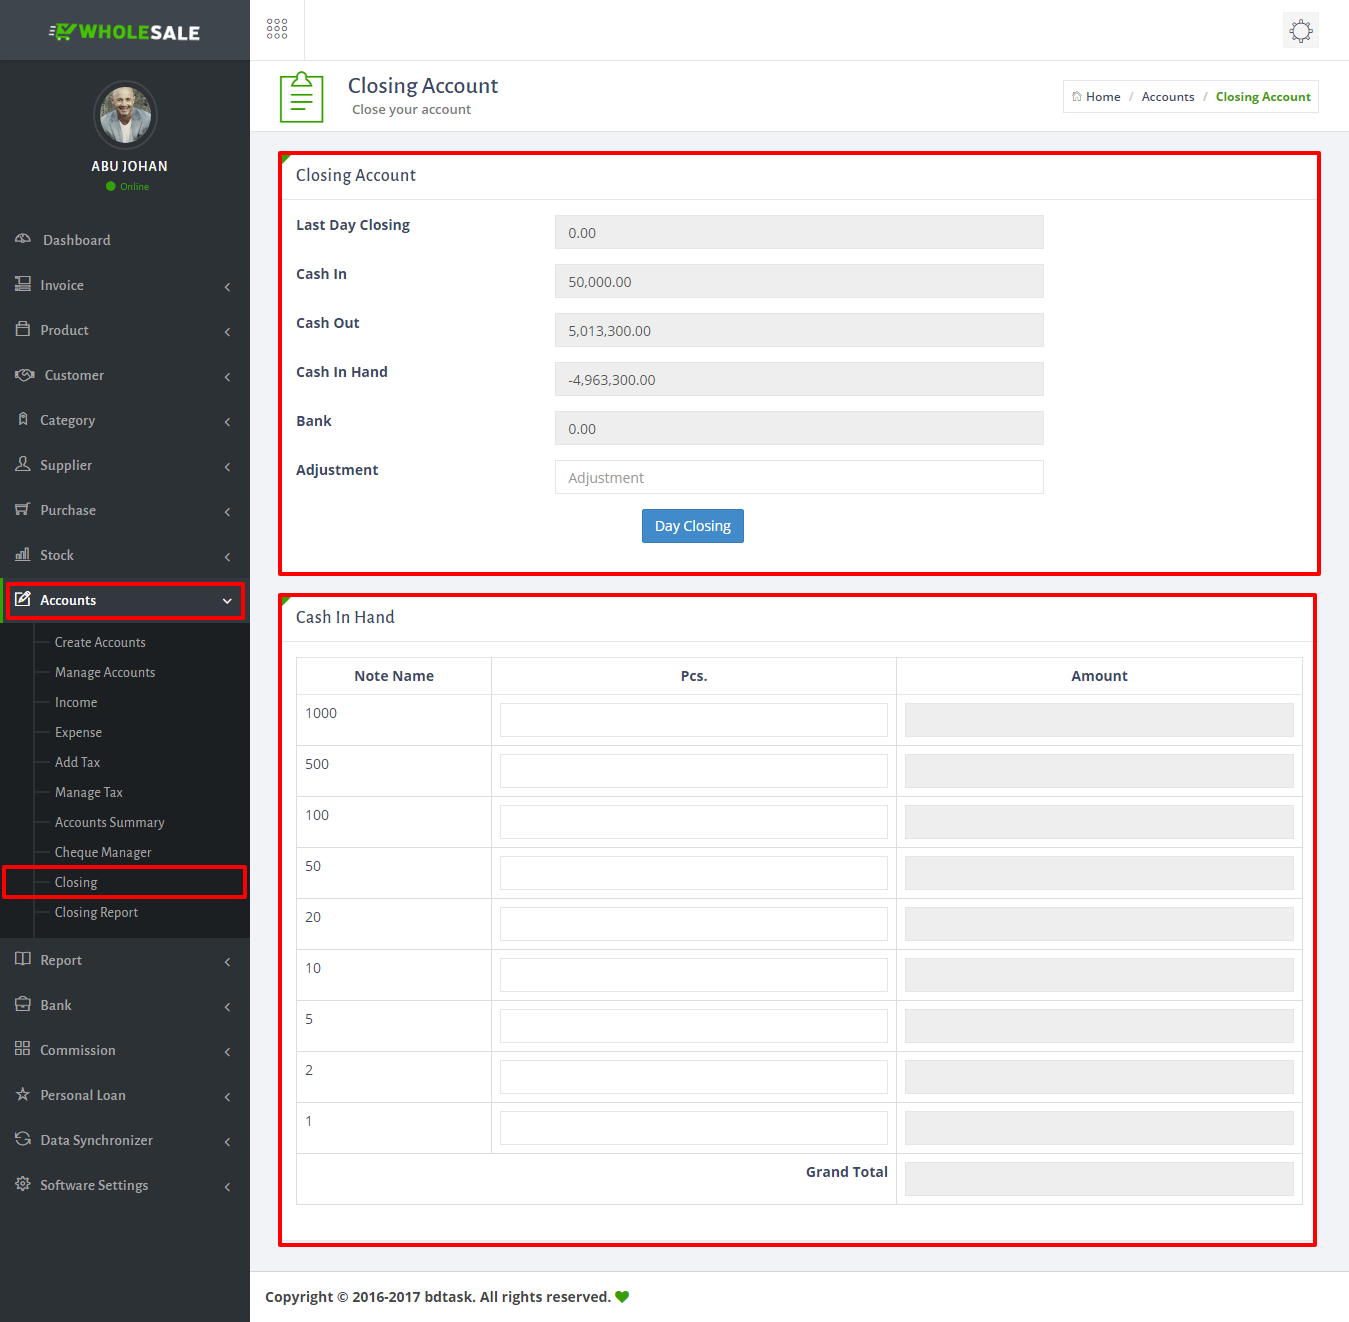 WHOLESALE
ABU JOHAN
Online
Dashboard
Invoice
Product
Customer
Category
Supplier
Purchase
Stock
Accounts
Create Accounts
Manage Accounts
Income
Expense
Add Tax
Manage Tax
Accounts Summary
Cheque Manager
Closing
Closing Report
Report
Bank
Commission
Personal Loan
Data Synchronizer
Software Settings
Closing Account
Close your account
Home / Accounts / Closing Account
Closing Account
Last Day Closing 0.00
Cash In 50,000.00
Cash Out 5,013,300.00
Cash In Hand -4,963,300.00
Bank 0.00
Adjustment Adjustment
Day Closing
Cash In Hand
Note Name Pcs. Amount
1000
500
100
50
20
10
5
2
1
Grand Total
Copyright © 2016-2017 bdtask. All rights reserved.